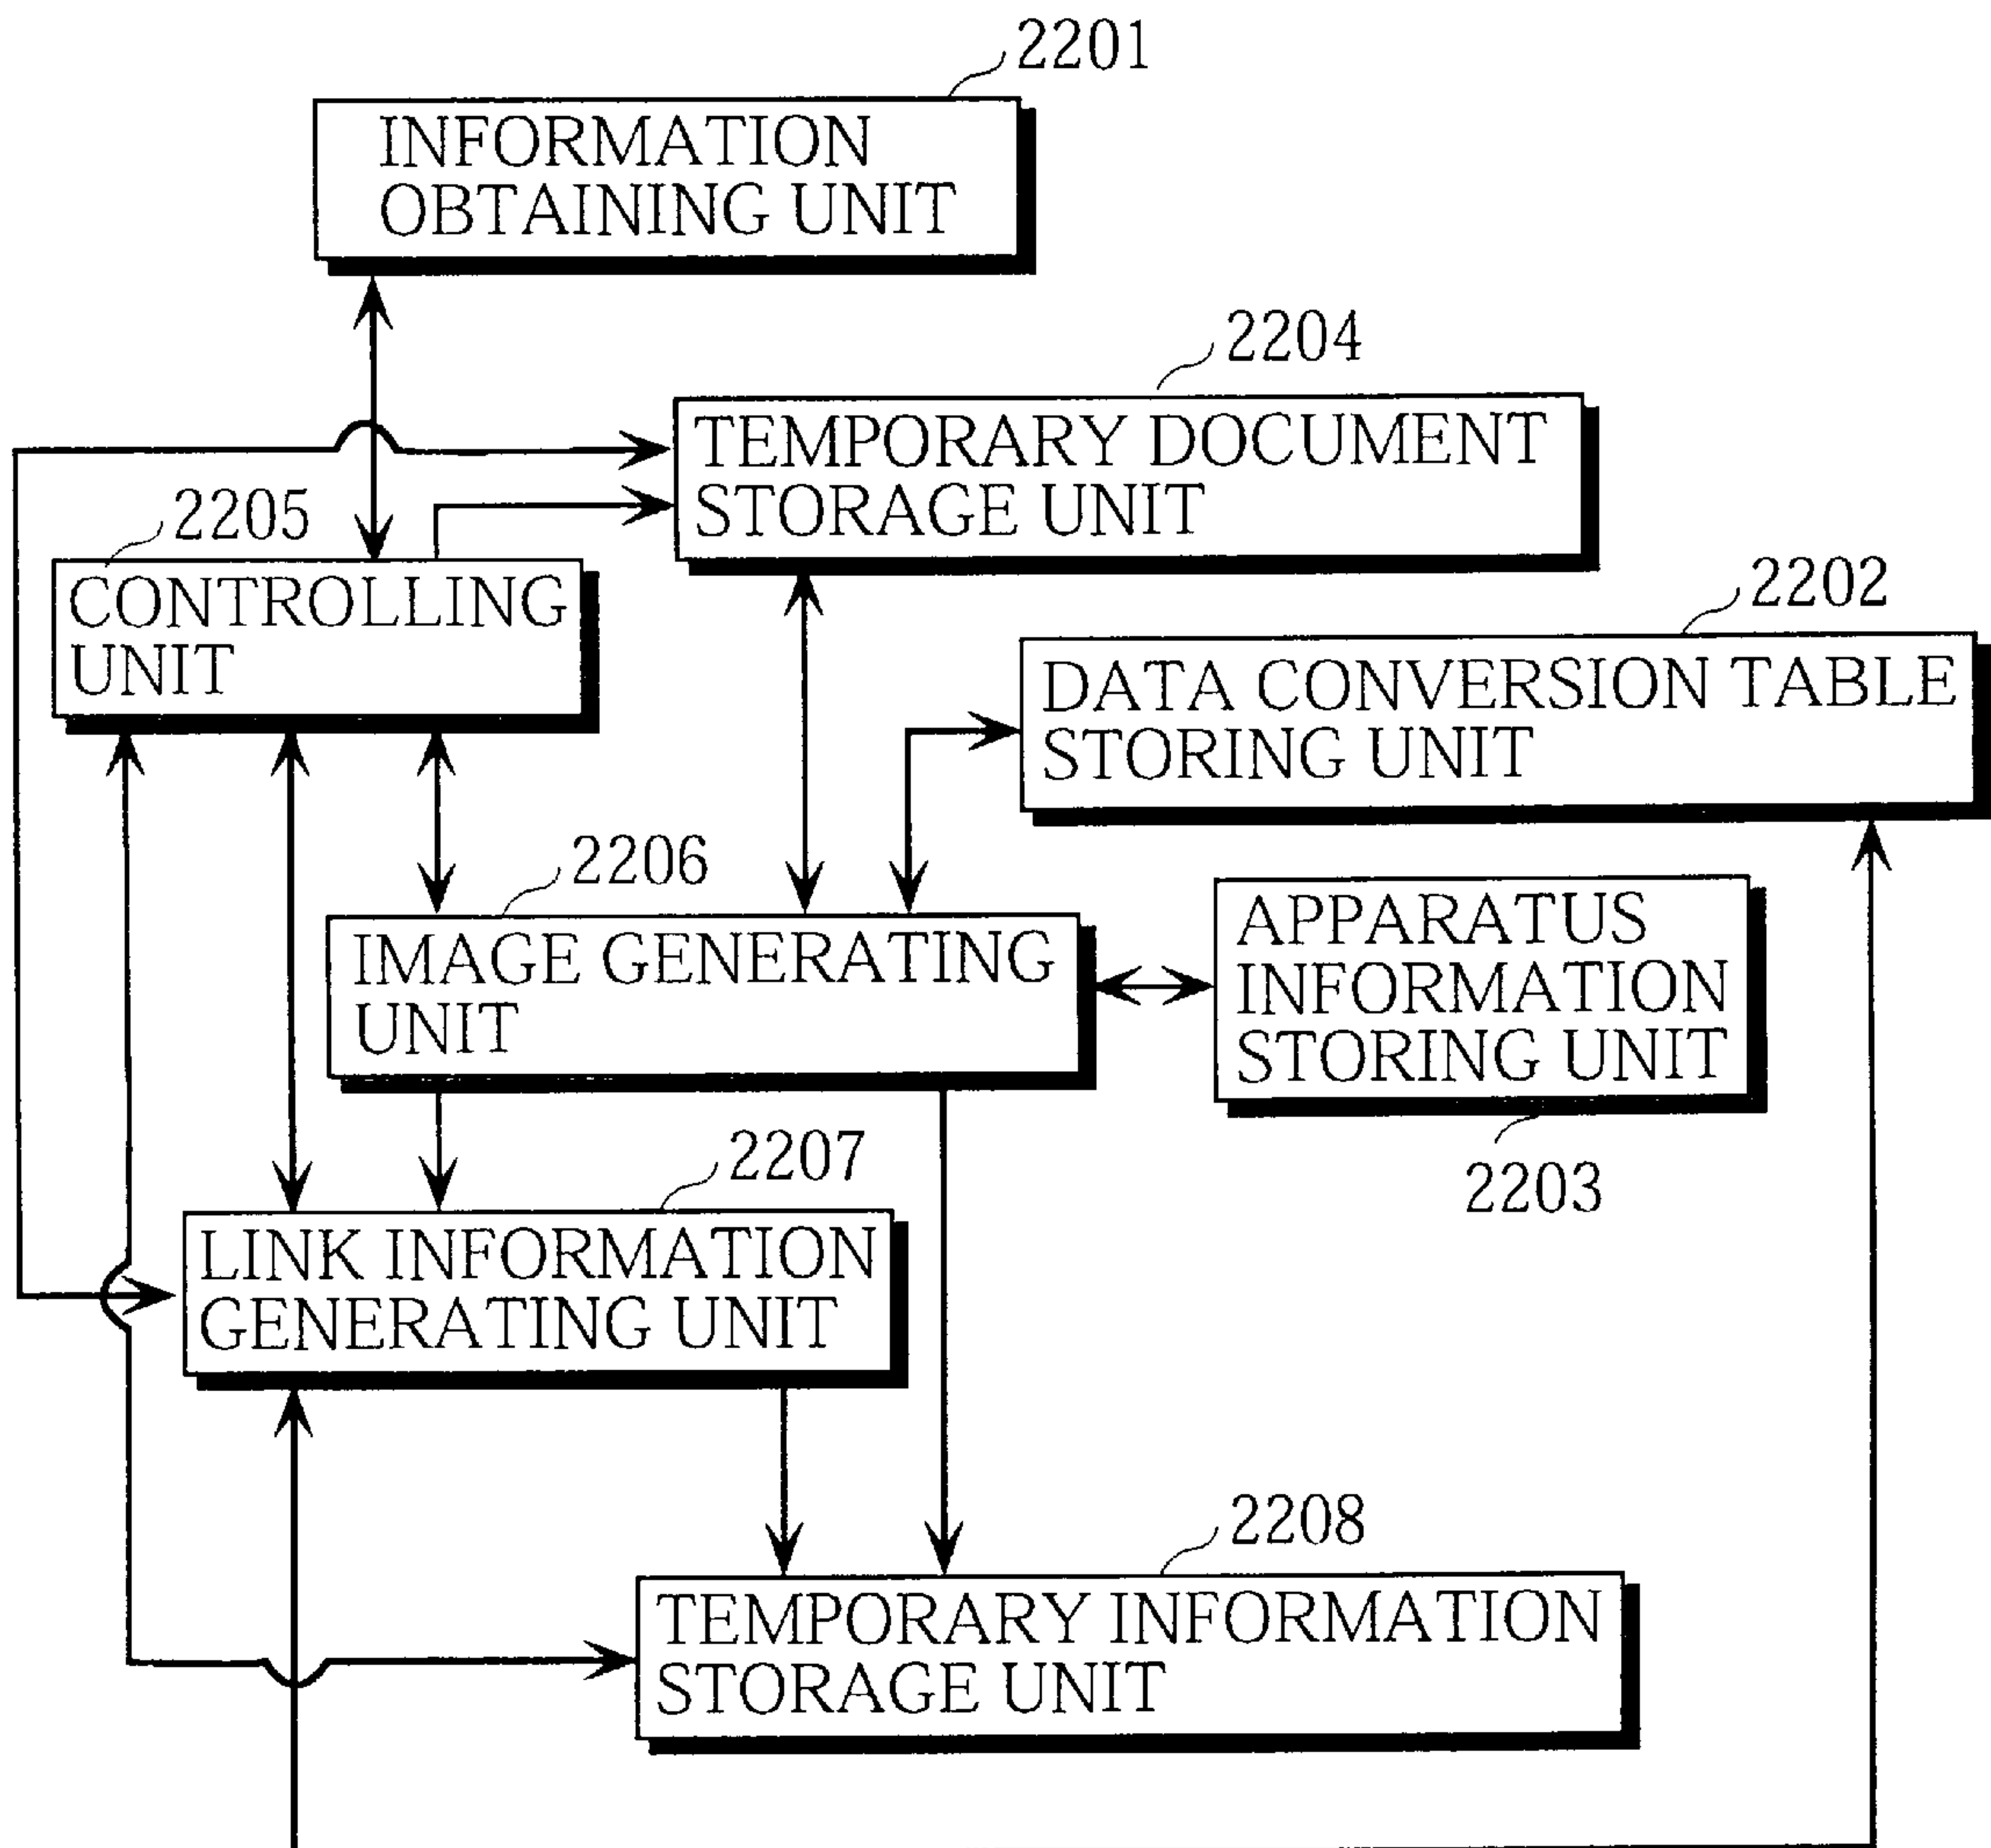 2201
INFORMATION
OBTAINING UNIT
2204
TEMPORARY DOCUMENT
STORAGE UNIT
2205
CONTROLLING
UNIT
2202
DATA CONVERSION TABLE
STORING UNIT
2206
IMAGE GENERATING
UNIT
APPARATUS
INFORMATION
STORING UNIT
2203
2207
LINK INFORMATION
GENERATING UNIT
2208
TEMPORARY INFORMATION
STORAGE UNIT